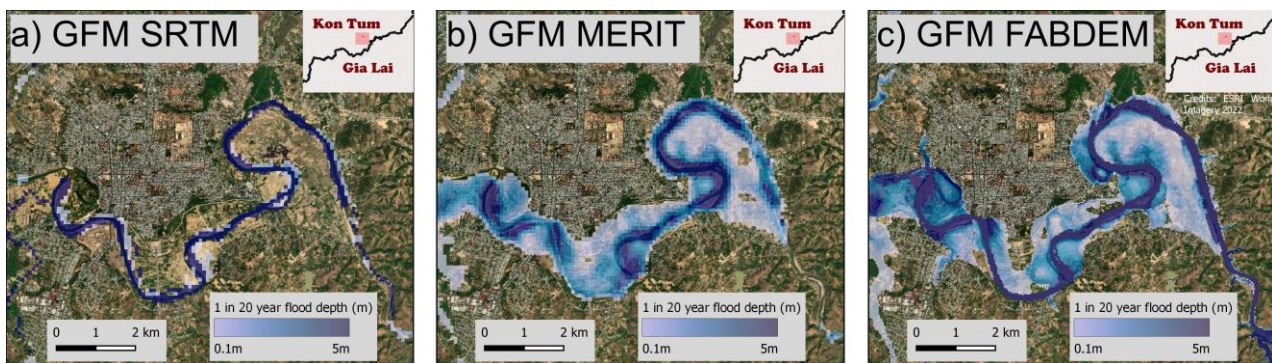 a) GFM SRTM
Kon Tum
Gia Lai
1 in 20 year flood depth (m)
0 1 2 km
0.1m 5m
b) GFM MERIT
Kon Tum
Gia Lai
1 in 20 year flood depth (m)
0 1 2 km
0.1m 5m
c) GFM FABDEM
Kon Tum
Gia Lai
Credits: ESRI World
Imagery 2022
1 in 20 year flood depth (m)
0 1 2 km
0.1m 5m